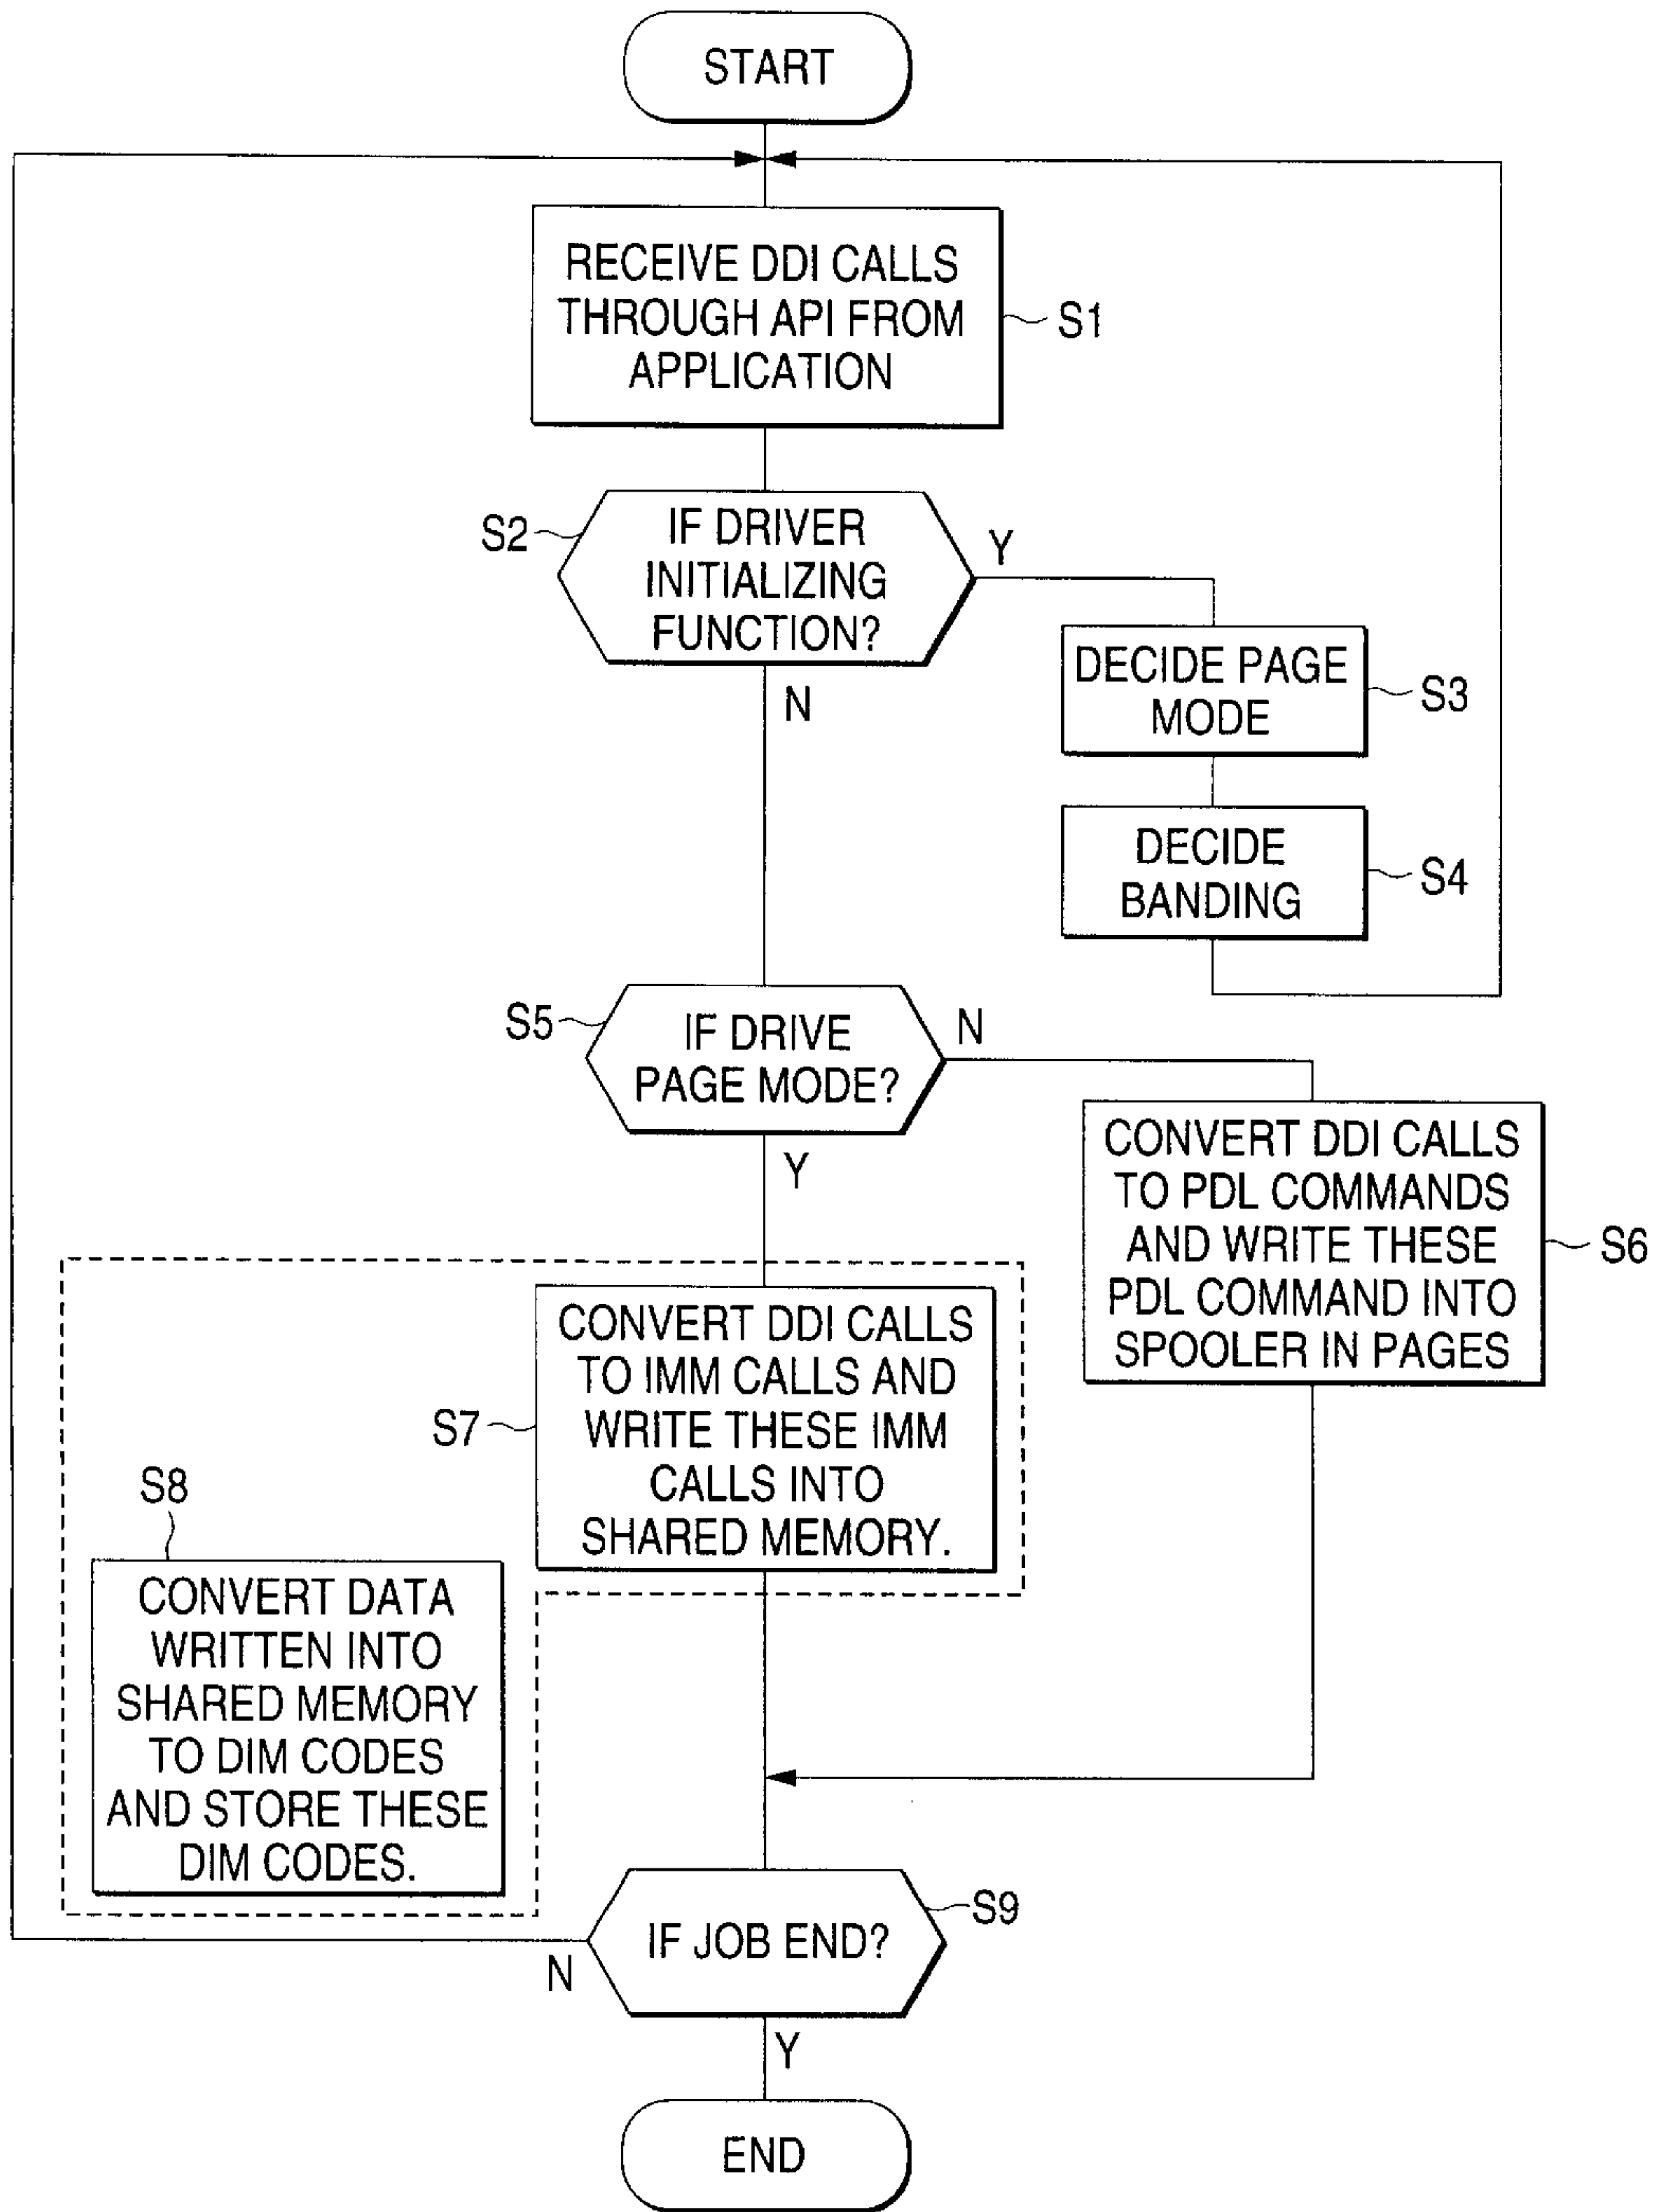 START
RECEIVE DDI CALLS
THROUGH API FROM
APPLICATION
S1
S2
IF DRIVER
INITIALIZING
FUNCTION?
Y
N
DECIDE PAGE
MODE
S3
DECIDE
BANDING
S4
S5
IF DRIVE
PAGE MODE?
N
Y
CONVERT DDI CALLS
TO PDL COMMANDS
AND WRITE THESE
PDL COMMAND INTO
SPOOLER IN PAGES
S6
S7
CONVERT DDI CALLS
TO IMM CALLS AND
WRITE THESE IMM
CALLS INTO
SHARED MEMORY.
S8
CONVERT DATA
WRITTEN INTO
SHARED MEMORY
TO DIM CODES
AND STORE THESE
DIM CODES.
S9
IF JOB END?
N
Y
END